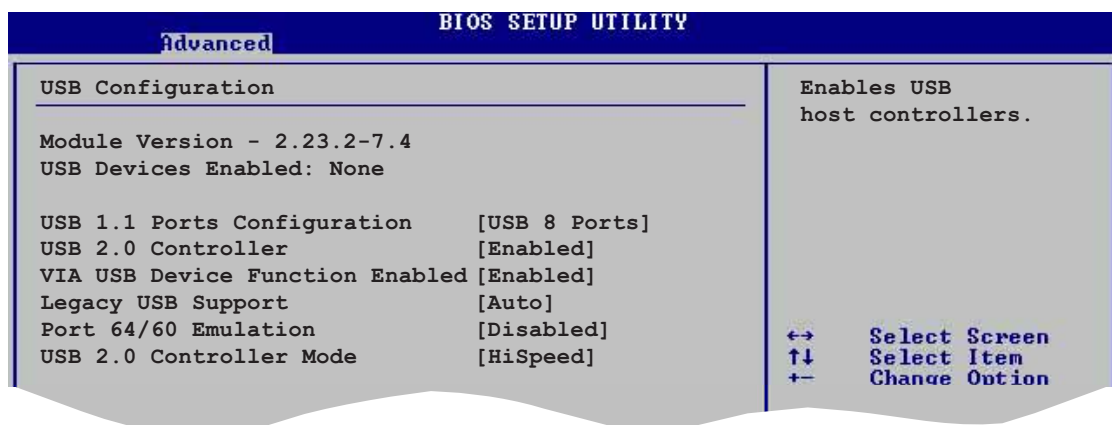 BIOS SETUP UTILITY
Advanced
USB Configuration
Module Version - 2.23.2-7.4
USB Devices Enabled: None
USB 1.1 Ports Configuration [USB 8 Ports]
USB 2.0 Controller [Enabled]
VIA USB Device Function Enabled [Enabled]
Legacy USB Support [Auto]
Port 64/60 Emulation [Disabled]
USB 2.0 Controller Mode [HiSpeed]
Enables USB
host controllers.
←→ Select Screen
↑↓ Select Item
+- Change Option